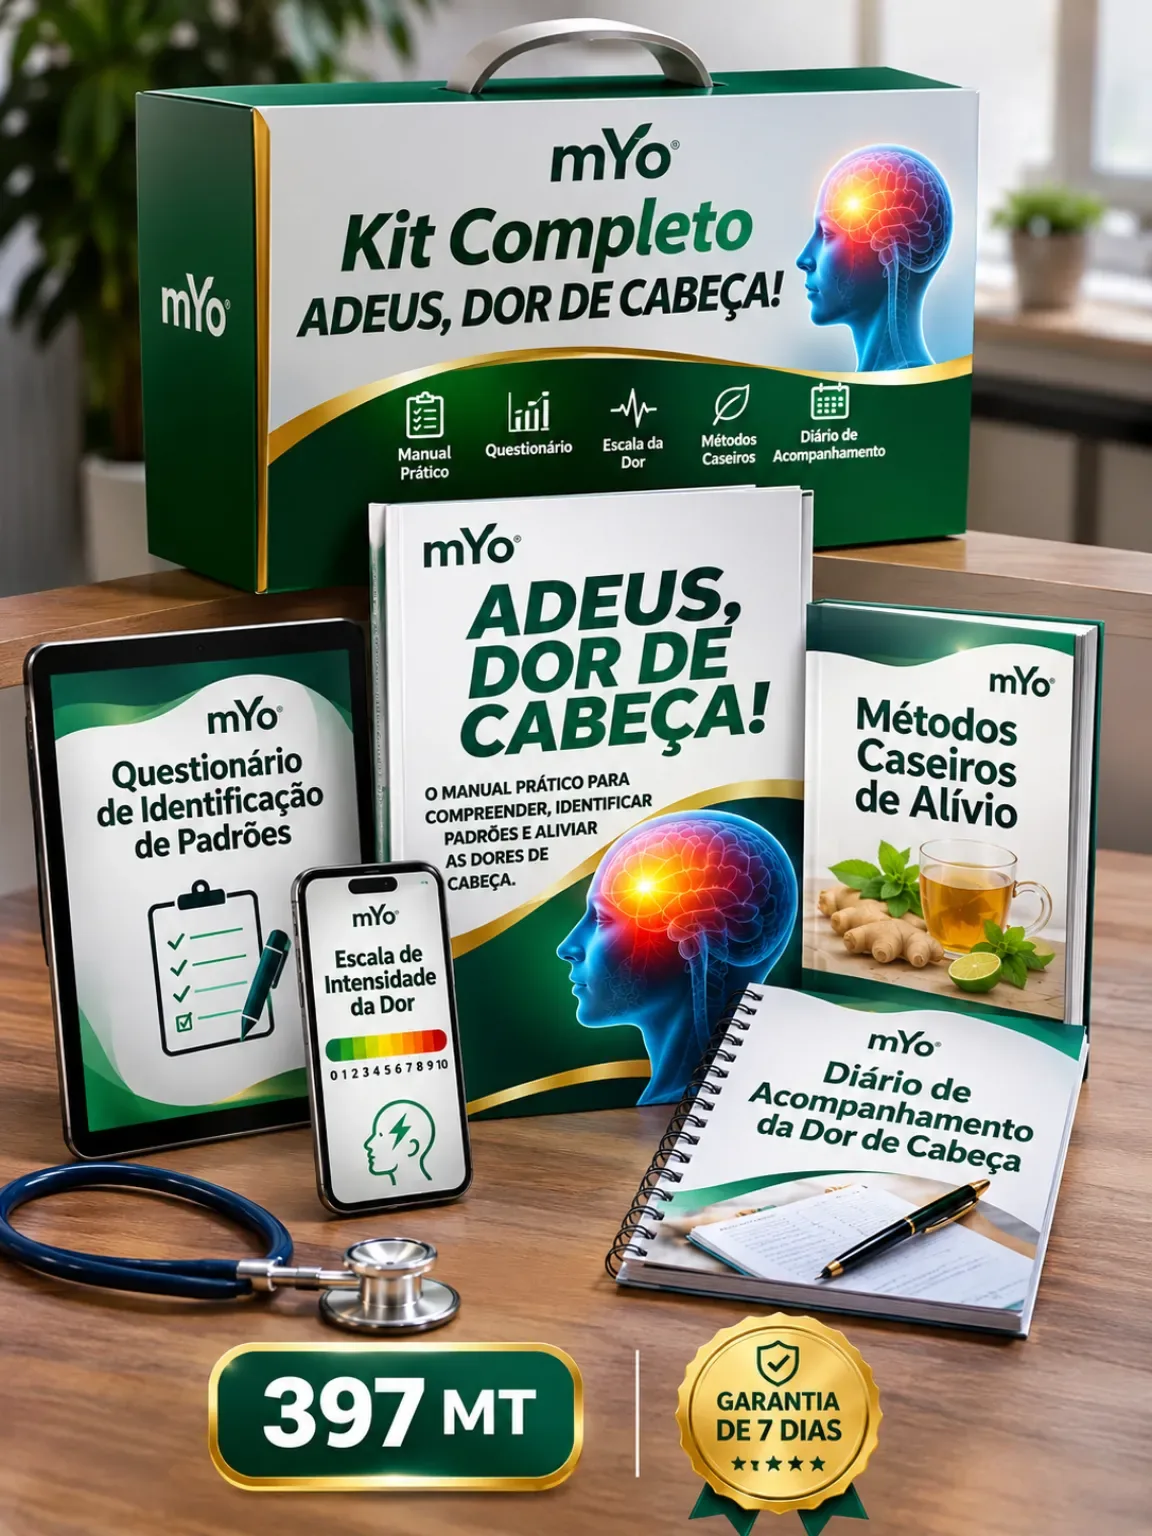 mYo®
Kit Completo
ADEUS, DOR DE CABEÇA!
mYo®
Manual
Prático
Questionário
Escala da
Dor
Métodos
Caseiros
Diário de
Acompanhamento
mYo®
ADEUS,
DOR DE
CABEÇA!
O MANUAL PRÁTICO PARA
COMPREENDER, IDENTIFICAR
PADRÕES E ALIVIAR
AS DORES DE
CABEÇA.
mYo®
Questionário
de Identificação
de Padrões
mYo®
Escala de
Intensidade
da Dor
0 1 2 3 4 5 6 7 8 9 10
mYo®
Métodos
Caseiros
de Alívio
mYo®
Diário de
Acompanhamento
da Dor de Cabeça
397 MT
GARANTIA
DE 7 DIAS